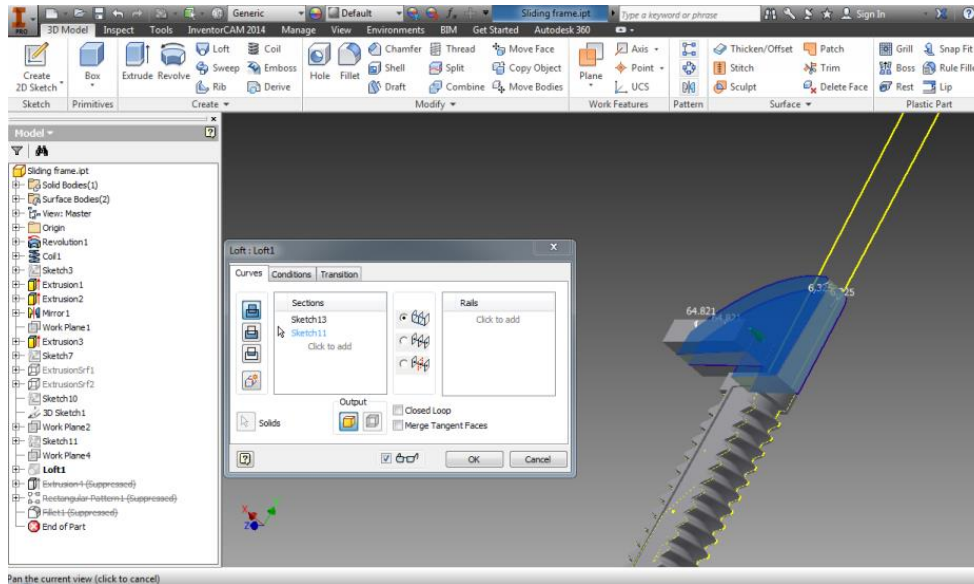 PRO
Generic
Default
Sliding frame.ipt
Type a keyword or phrase
Sign In
3D Model Inspect Tools InventorCAM 2014 Manage View Environments BIM Get Started Autodesk 360
Create 2D Sketch
Box
Extrude Revolve
Loft
Sweep
Rib
Coil
Emboss
Derive
Hole Fillet
Chamfer
Shell
Draft
Thread
Split
Combine
Move Face
Copy Object
Move Bodies
Plane
Axis
Point
UCS
Thicken/Offset
Stitch
Sculpt
Patch
Trim
Delete Face
Grill
Boss
Rest
Snap Fit
Rule Fille
Lip
Sketch Primitives Create Modify Work Features Pattern Surface Plastic Part
Model
Sliding frame.ipt
Solid Bodies(1)
Surface Bodies(2)
View: Master
Origin
Revolution1
Coil1
Sketch3
Extrusion1
Extrusion2
Mirror1
Work Plane1
Extrusion3
Sketch7
ExtrusionSrf1
ExtrusionSrf2
Sketch10
3D Sketch1
Work Plane2
Sketch11
Work Plane4
Loft1
Extrusion4 (Suppressed)
Rectangular Pattern1 (Suppressed)
Fillet1 (Suppressed)
End of Part
Loft : Loft1
Curves Conditions Transition
Sections
Sketch13
Sketch11
Click to add
Rails
Click to add
Solids
Output
Closed Loop
Merge Tangent Faces
OK
Cancel
64.821
Pan the current view (click to cancel)